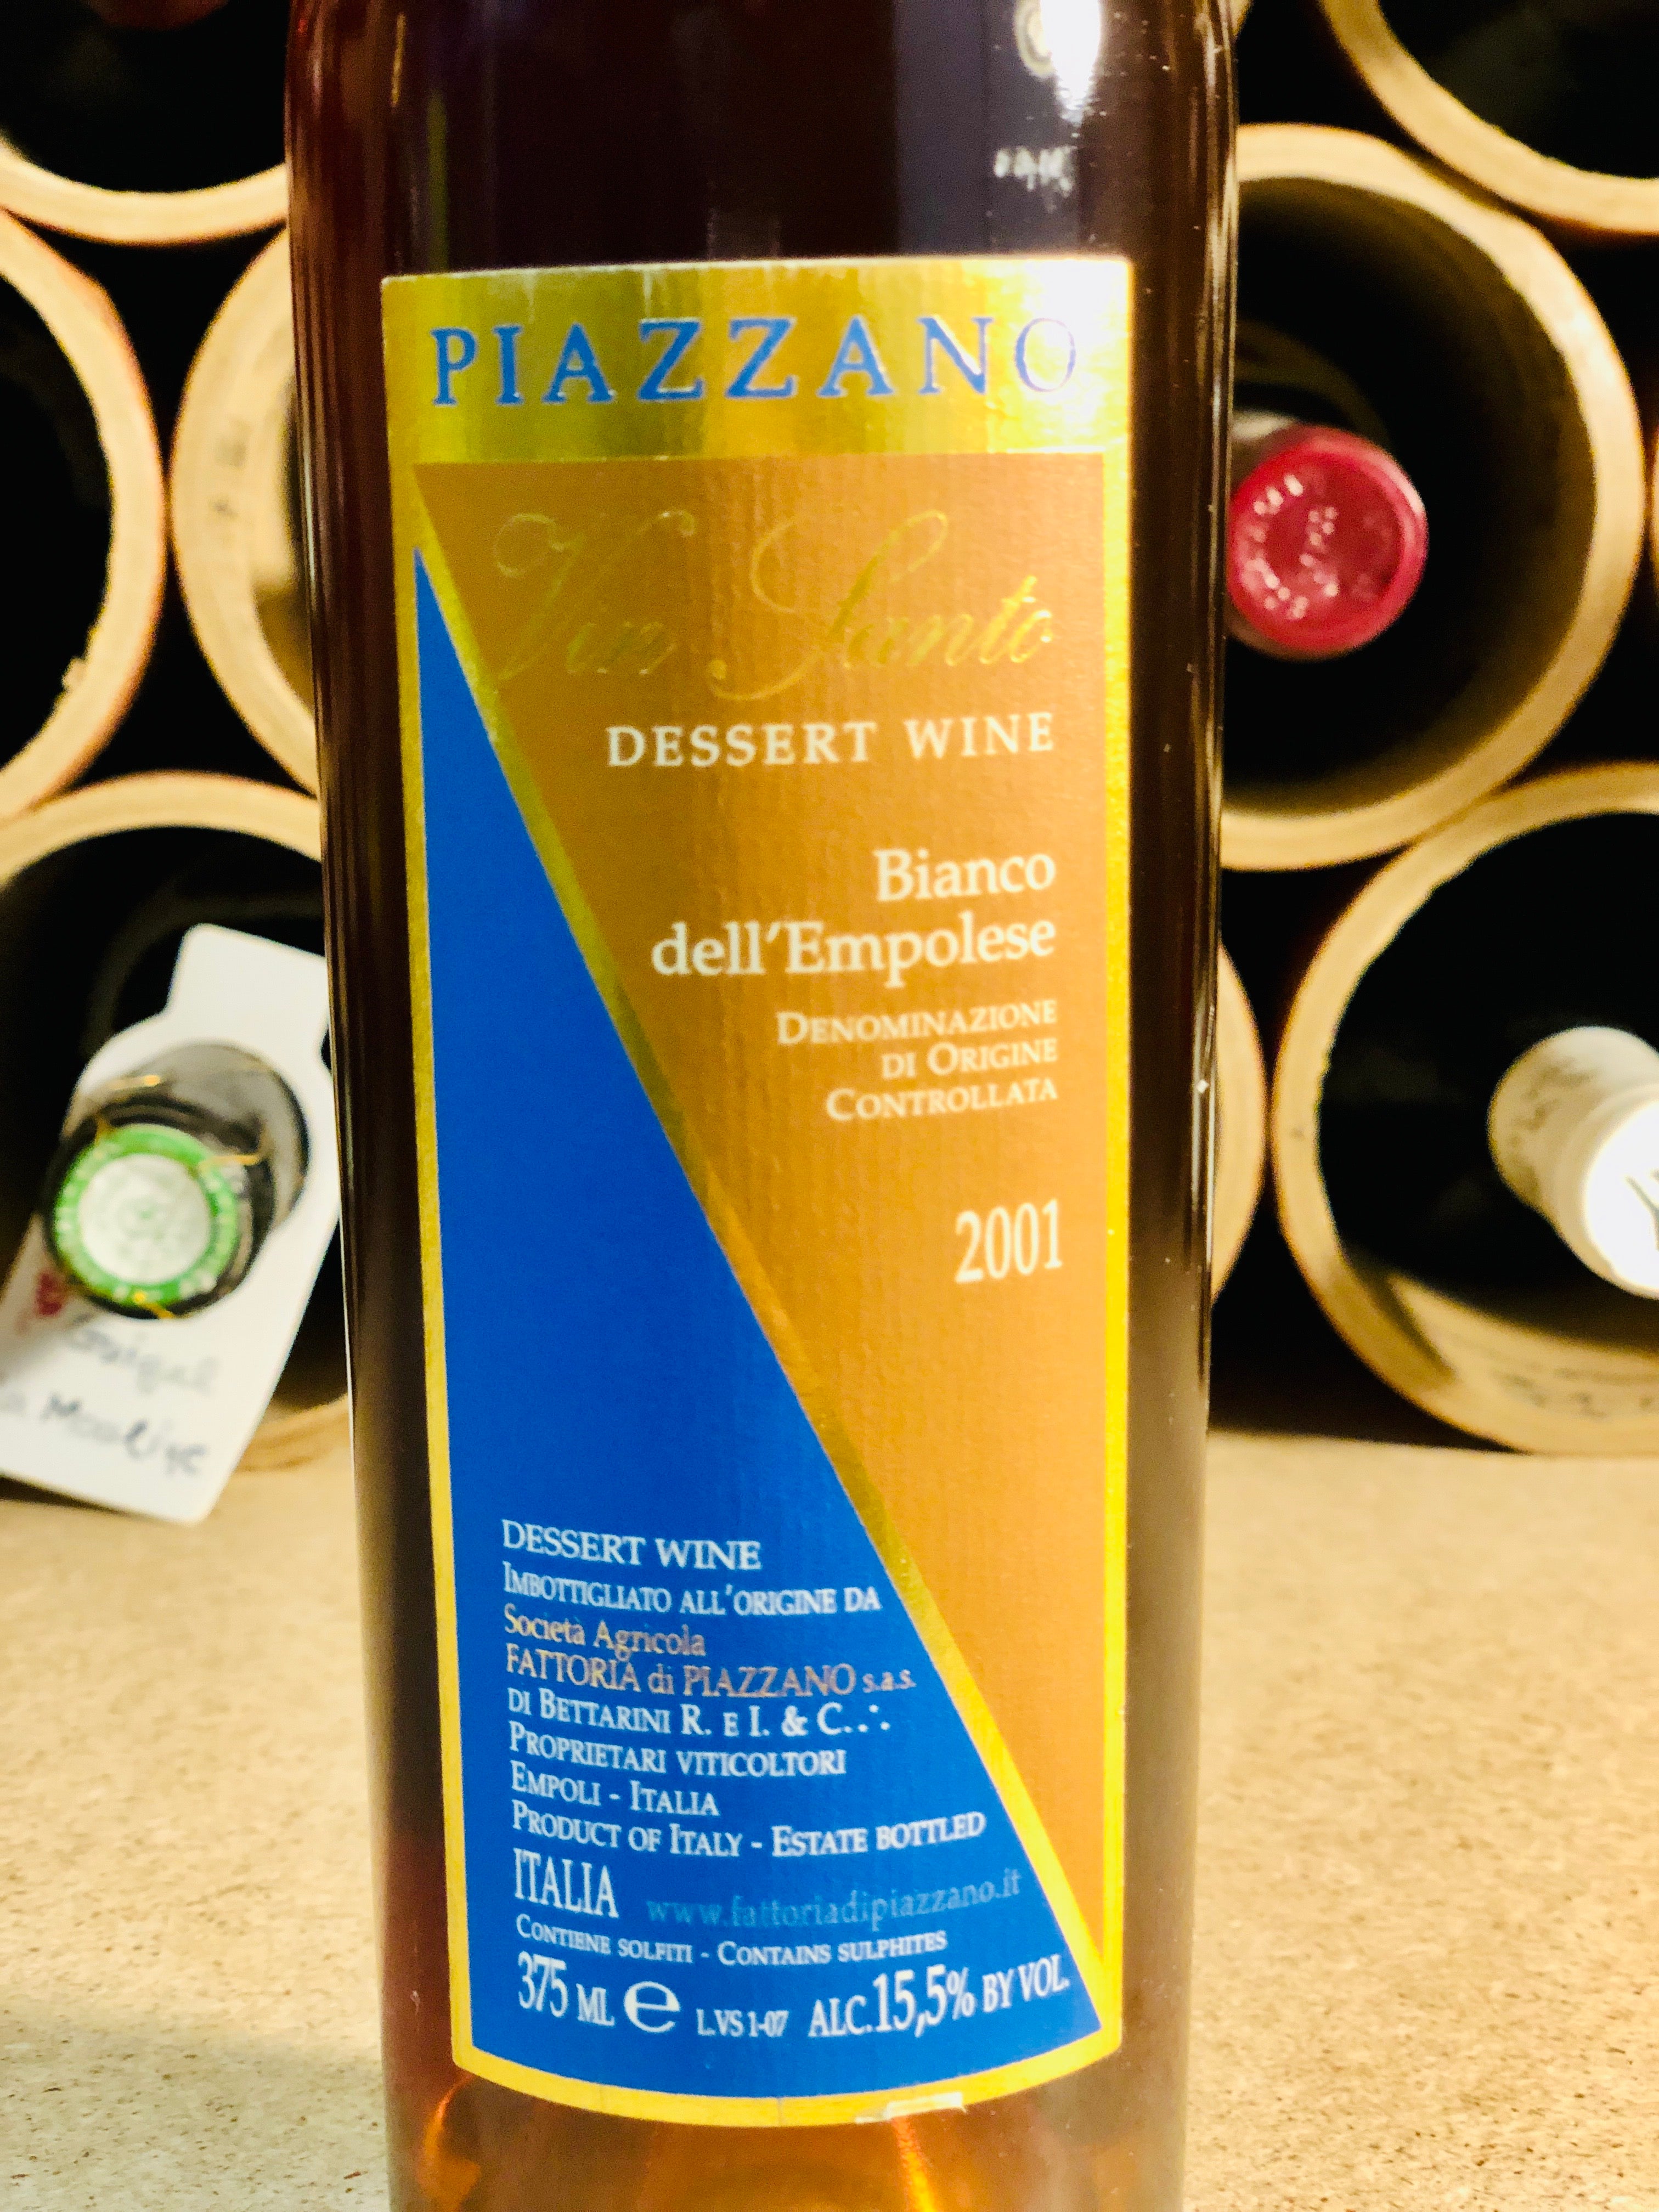 PIAZZANO
Vin Santo
DESSERT WINE
Bianco
dell'Empolese
DENOMINAZIONE
DI ORIGINE
CONTROLLATA
2001
DESSERT WINE
IMBOTTIGLIATO ALL'ORIGINE DA
Società Agricola
FATTORIA di PIAZZANO s.a.s.
DI BETTARINI R. E I. & C..∴
PROPRIETARI VITICOLTORI
EMPOLI - ITALIA
PRODUCT OF ITALY - ESTATE BOTTLED
ITALIA www.fattoriadipiazzano.it
CONTIENE SOLFITI - CONTAINS SULPHITES
375 ML e L.VS 1-07 ALC.15,5% BY VOL.